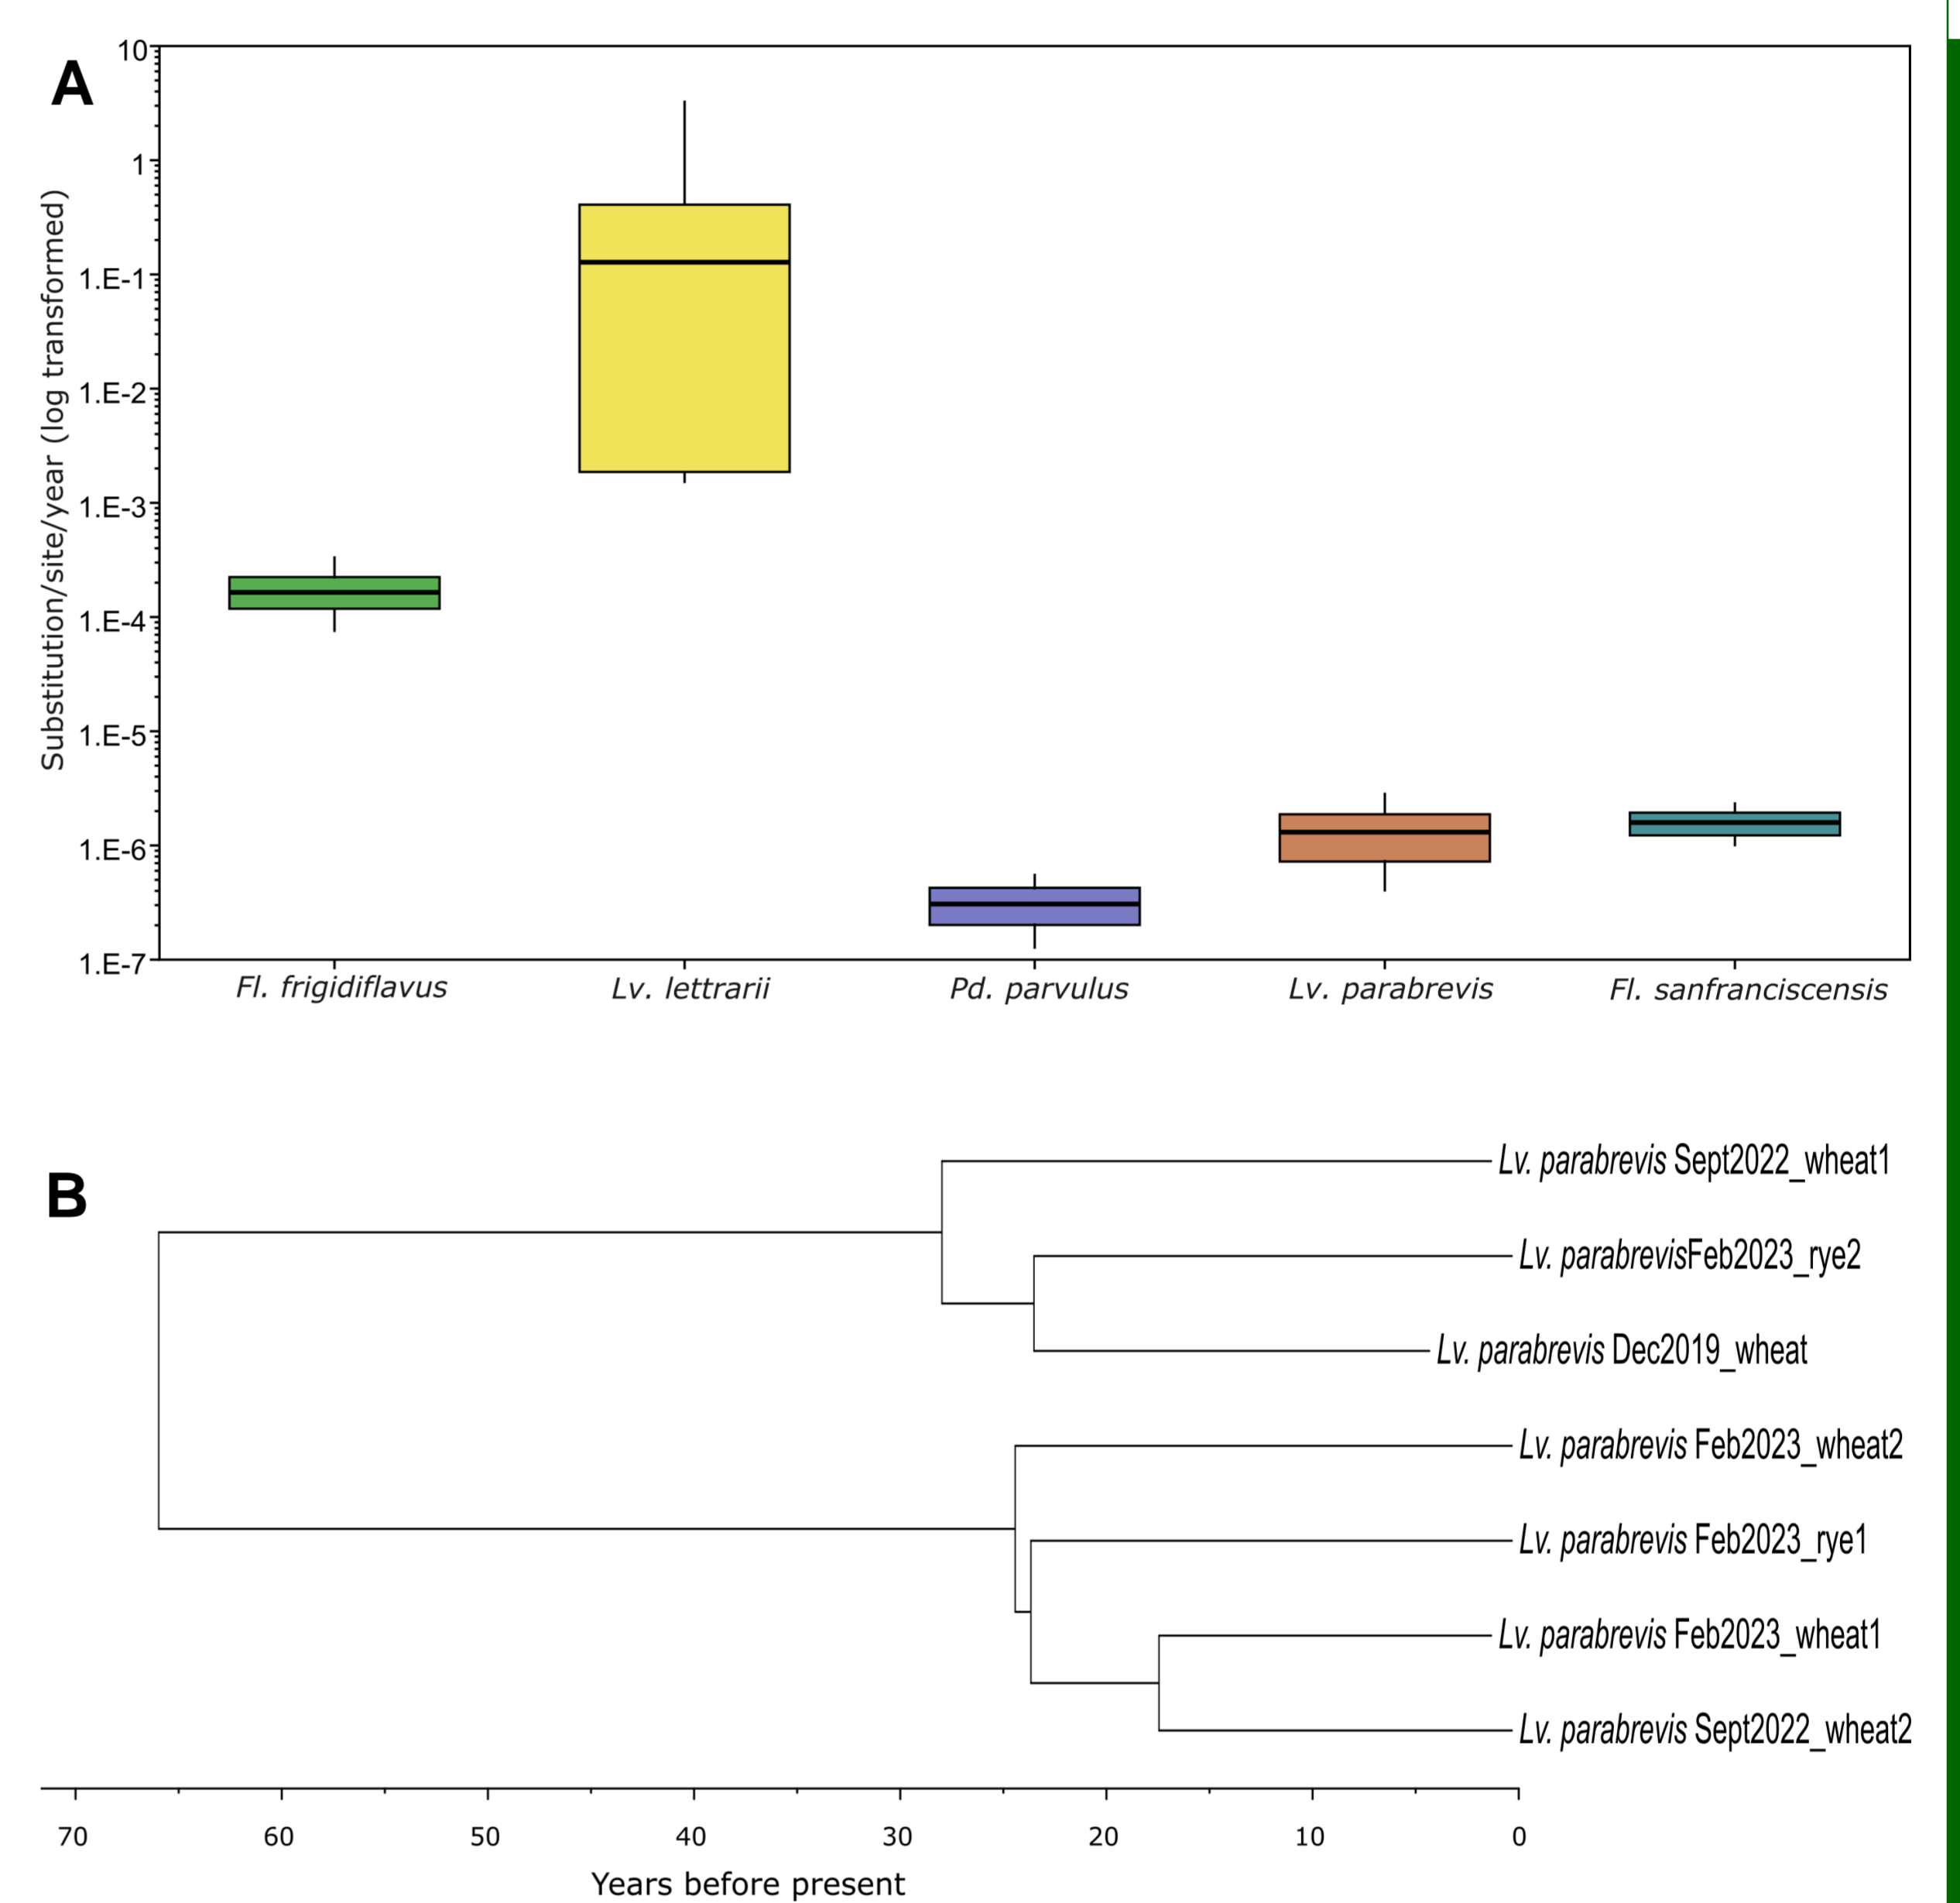 A
10
1
1.E-1
1.E-2
1.E-3
1.E-4
1.E-5
1.E-6
1.E-7
Substitution/site/year (log transformed)
Fl. frigidiflavus Lv. lettrarii Pd. parvulus Lv. parabrevis Fl. sanfranciscensis
B
Lv. parabrevis Sept2022_wheat1
Lv. parabrevisFeb2023_rye2
Lv. parabrevis Dec2019_wheat
Lv. parabrevis Feb2023_wheat2
Lv. parabrevis Feb2023_rye1
Lv. parabrevis Feb2023_wheat1
Lv. parabrevis Sept2022_wheat2
70 60 50 40 30 20 10 0
Years before present